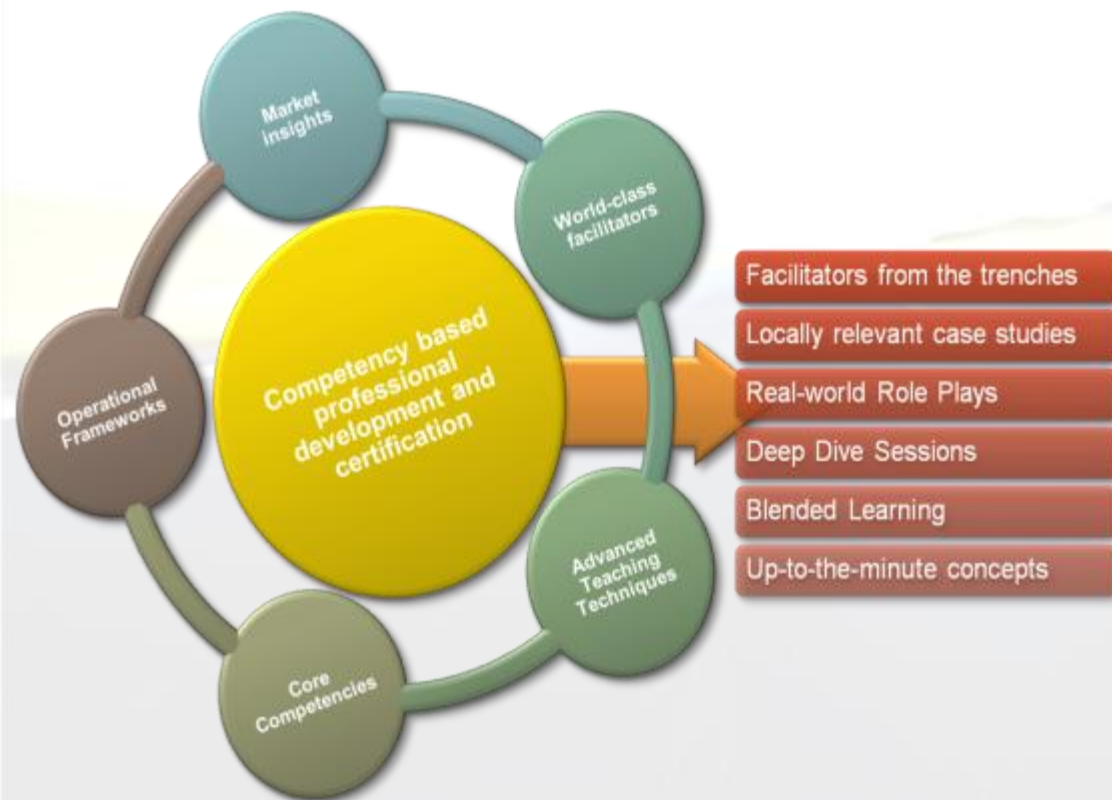 Market
insights
World-class
facilitators
Operational
Frameworks
Competency based
professional
development and
certification
Advanced
Teaching
Techniques
Core
Competencies
Facilitators from the trenches
Locally relevant case studies
Real-world Role Plays
Deep Dive Sessions
Blended Learning
Up-to-the-minute concepts